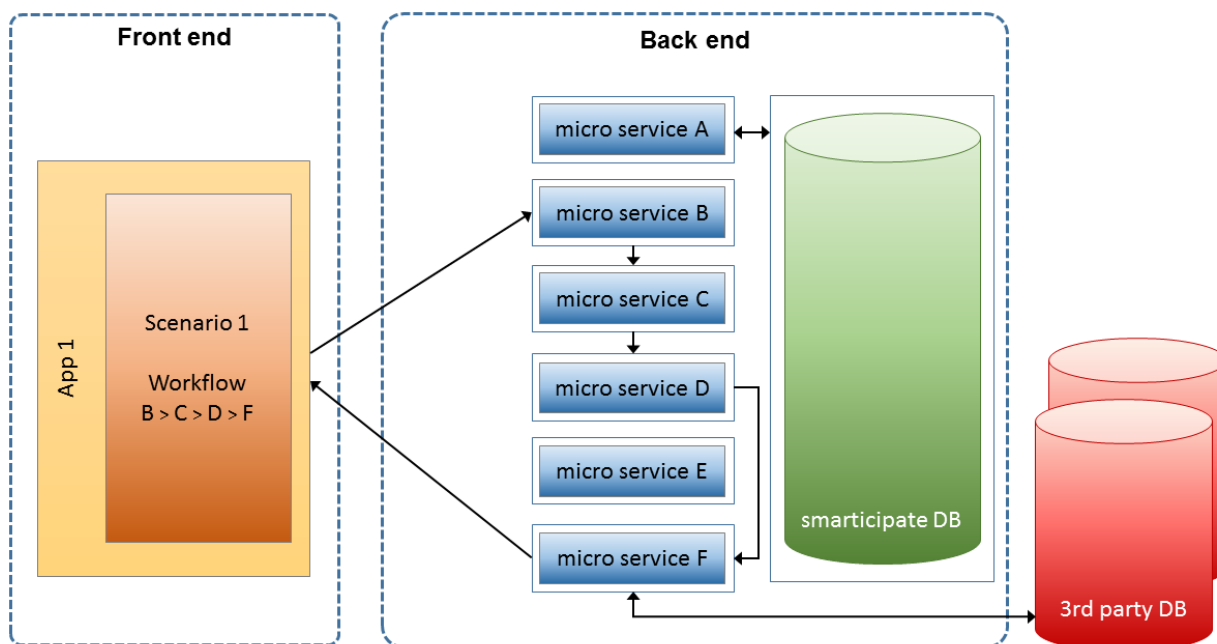 Front end
Back end
App 1
Scenario 1
Workflow
B > C > D > F
micro service A
micro service B
micro service C
micro service D
micro service E
micro service F
smarticipate DB
3rd party DB